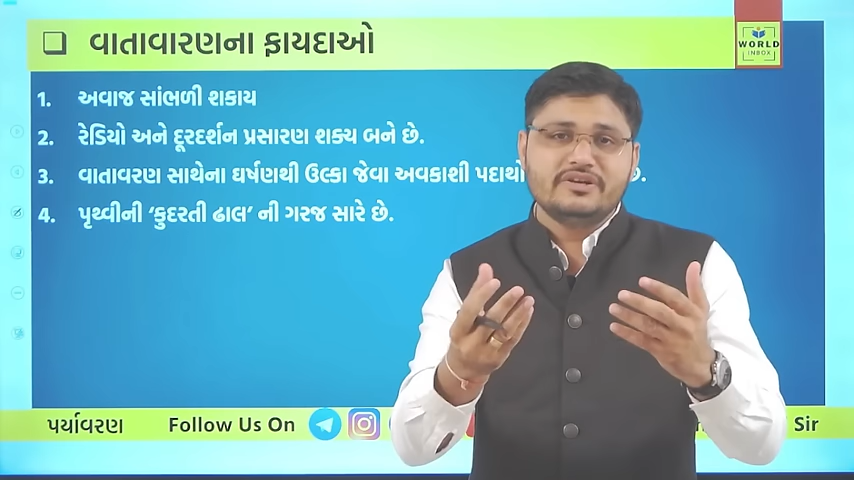 ❑ વાતાવારણના ફાયદાઓ
WORLD
INBOX
1. અવાજ સાંભળી શકાય
2. રેડિયો અને દૂરદર્શન પ્રસારણ શક્ય બને છે.
3. વાતાવરણ સાથેના ઘર્ષણથી ઉલ્કા જેવા અવકાશી પદાર્થો છે.
4. પૃથ્વીની ‘કુદરતી ઢાલ’ ની ગરજ સારે છે.
પર્યાવરણ Follow Us On Sir